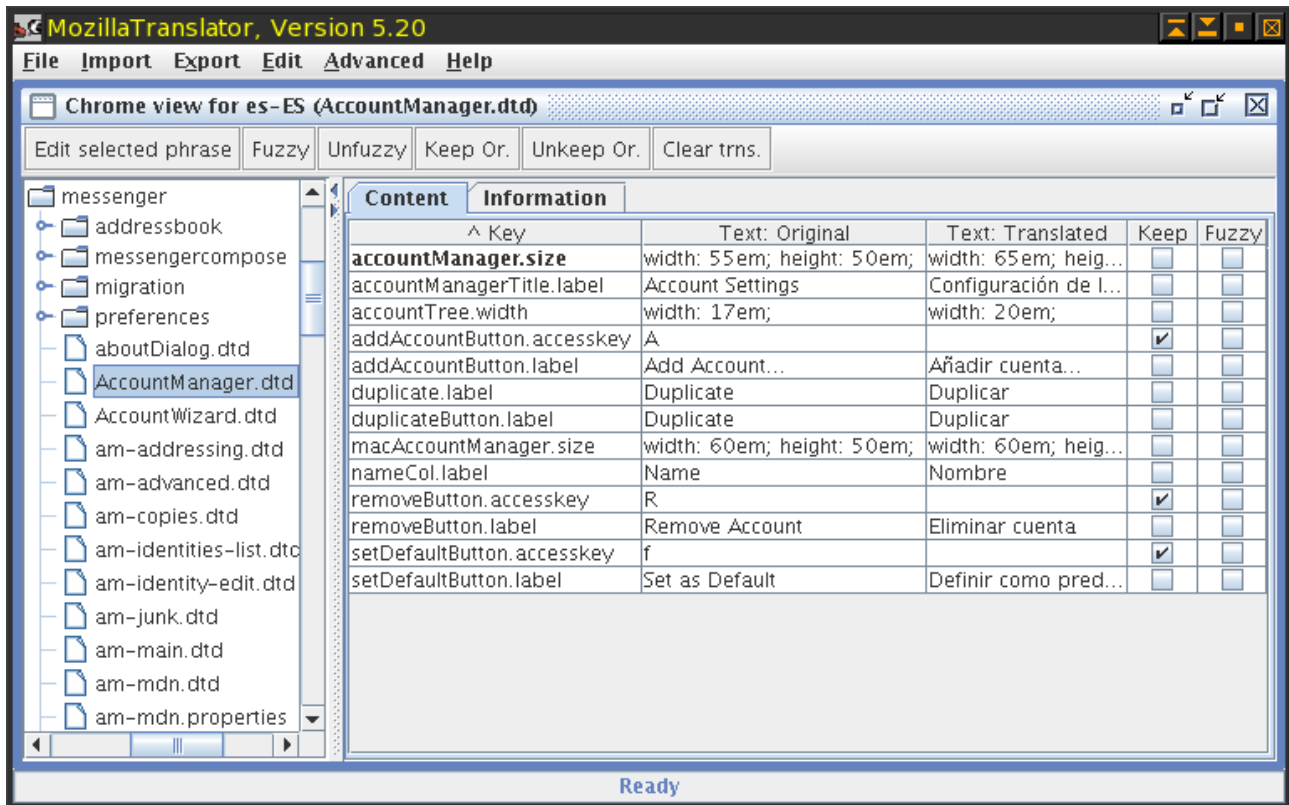 MozillaTranslator, Version 5.20
File Import Export Edit Advanced Help
Chrome view for es-ES (AccountManager.dtd)
Edit selected phrase Fuzzy Unfuzzy Keep Or. Unkeep Or. Clear trns.
messenger
addressbook
messengercompose
migration
preferences
aboutDialog.dtd
AccountManager.dtd
AccountWizard.dtd
am-addressing.dtd
am-advanced.dtd
am-copies.dtd
am-identities-list.dtd
am-identity-edit.dtd
am-junk.dtd
am-main.dtd
am-mdn.dtd
am-mdn.properties
Content Information
^ Key Text: Original Text: Translated Keep Fuzzy
accountManager.size width: 55em; height: 50em; width: 65em; heig...
accountManagerTitle.label Account Settings Configuración de l...
accountTree.width width: 17em; width: 20em;
addAccountButton.accesskey A
addAccountButton.label Add Account... Añadir cuenta...
duplicate.label Duplicate Duplicar
duplicateButton.label Duplicate Duplicar
macAccountManager.size width: 60em; height: 50em; width: 60em; heig...
nameCol.label Name Nombre
removeButton.accesskey R
removeButton.label Remove Account Eliminar cuenta
setDefaultButton.accesskey f
setDefaultButton.label Set as Default Definir como pred...
Ready